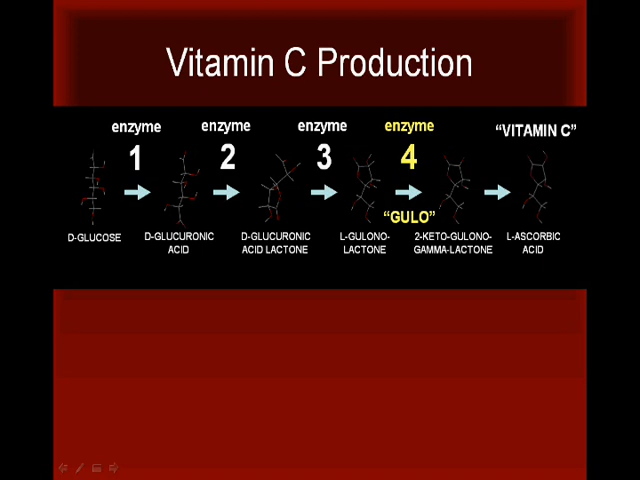 Vitamin C Production
enzyme enzyme enzyme enzyme "VITAMIN C"
1 2 3 4
"GULO"
D-GLUCOSE D-GLUCURONIC D-GLUCURONIC L-GULONO- 2-KETO-GULONO- L-ASCORBIC
ACID ACID LACTONE LACTONE GAMMA-LACTONE ACID